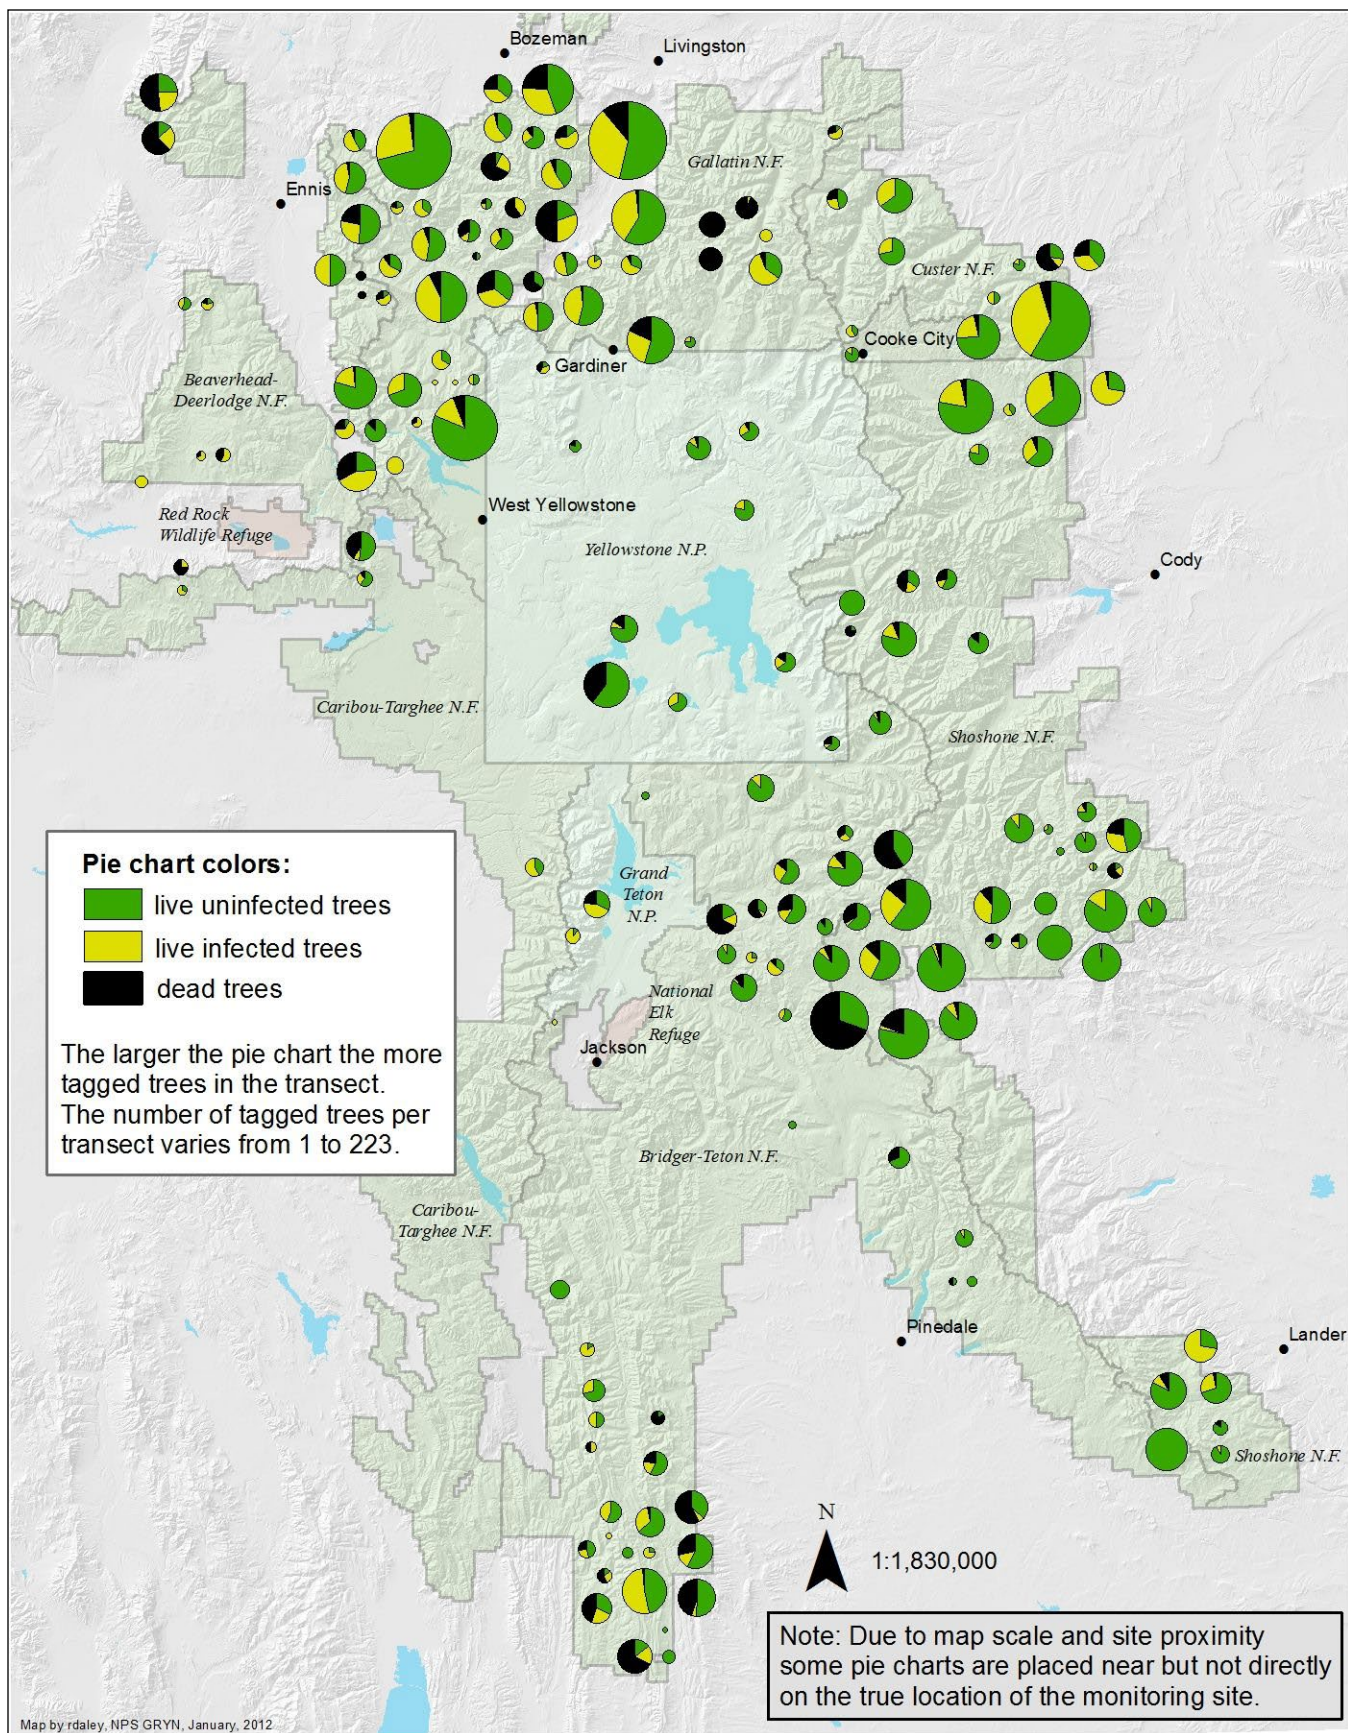 Bozeman
Livingston
Gallatin N.F.
Ennis
Custer N.F.
Cooke City
Gardiner
Beaverhead-
Deerlodge N.F.
West Yellowstone
Red Rock
Wildlife Refuge
Yellowstone N.P.
Cody
Caribou-Targhee N.F.
Shoshone N.F.
Pie chart colors:
live uninfected trees
live infected trees
dead trees
The larger the pie chart the more
tagged trees in the transect.
The number of tagged trees per
transect varies from 1 to 223.
Grand
Teton
N.P.
National
Elk
Refuge
Jackson
Bridger-Teton N.F.
Caribou-
Targhee N.F.
Pinedale
Lander
Shoshone N.F.
N
1:1,830,000
Note: Due to map scale and site proximity
some pie charts are placed near but not directly
on the true location of the monitoring site.
Map by rdaley, NPS GRYN, January, 2012